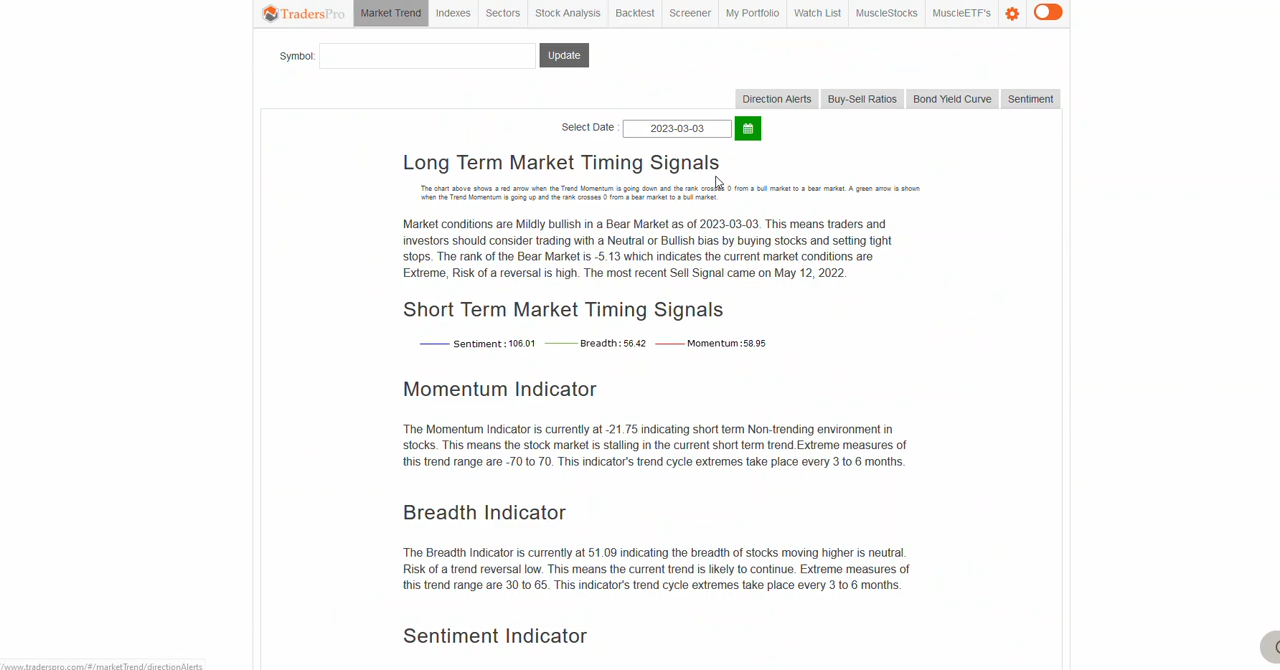 TradersPro Market Trend Indexes Sectors Stock Analysis Backtest Screener My Portfolio Watch List MuscleStocks MuscleETF's
Symbol: Update
Direction Alerts Buy-Sell Ratios Bond Yield Curve Sentiment
Select Date : 2023-03-03
Long Term Market Timing Signals
The chart above shows a red arrow when the Trend Momentum is going down and the rank crosses 0 from a bull market to a bear market. A green arrow is shown
when the Trend Momentum is going up and the rank crosses 0 from a bear market to a bull market.
Market conditions are Mildly bullish in a Bear Market as of 2023-03-03. This means traders and
investors should consider trading with a Neutral or Bullish bias by buying stocks and setting tight
stops. The rank of the Bear Market is -5.13 which indicates the current market conditions are
Extreme, Risk of a reversal is high. The most recent Sell Signal came on May 12, 2022.
Short Term Market Timing Signals
Sentiment : 106.01 Breadth : 56.42 Momentum :58.95
Momentum Indicator
The Momentum Indicator is currently at -21.75 indicating short term Non-trending environment in
stocks. This means the stock market is stalling in the current short term trend.Extreme measures of
this trend range are -70 to 70. This indicator's trend cycle extremes take place every 3 to 6 months.
Breadth Indicator
The Breadth Indicator is currently at 51.09 indicating the breadth of stocks moving higher is neutral.
Risk of a trend reversal low. This means the current trend is likely to continue. Extreme measures of
this trend range are 30 to 65. This indicator's trend cycle extremes take place every 3 to 6 months.
Sentiment Indicator
/www.traderspro.com/#/marketTrend/directionAlerts